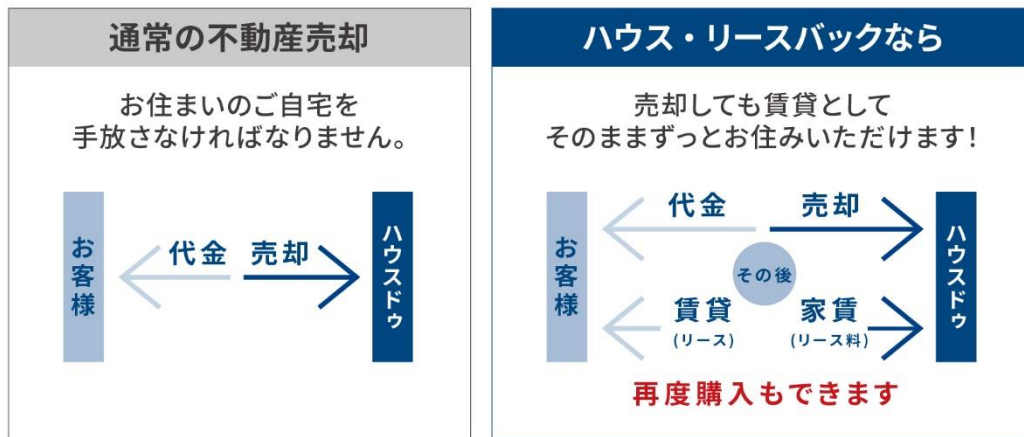 通常の不動産売却
お住まいのご自宅を
手放さなければなりません。
お客様
代金
売却
ハウスドゥ
ハウス・リースバックなら
売却しても賃貸として
そのままずっとお住みいただけます！
お客様
代金
売却
その後
賃貸
(リース)
家賃
(リース料)
ハウスドゥ
再度購入もできます